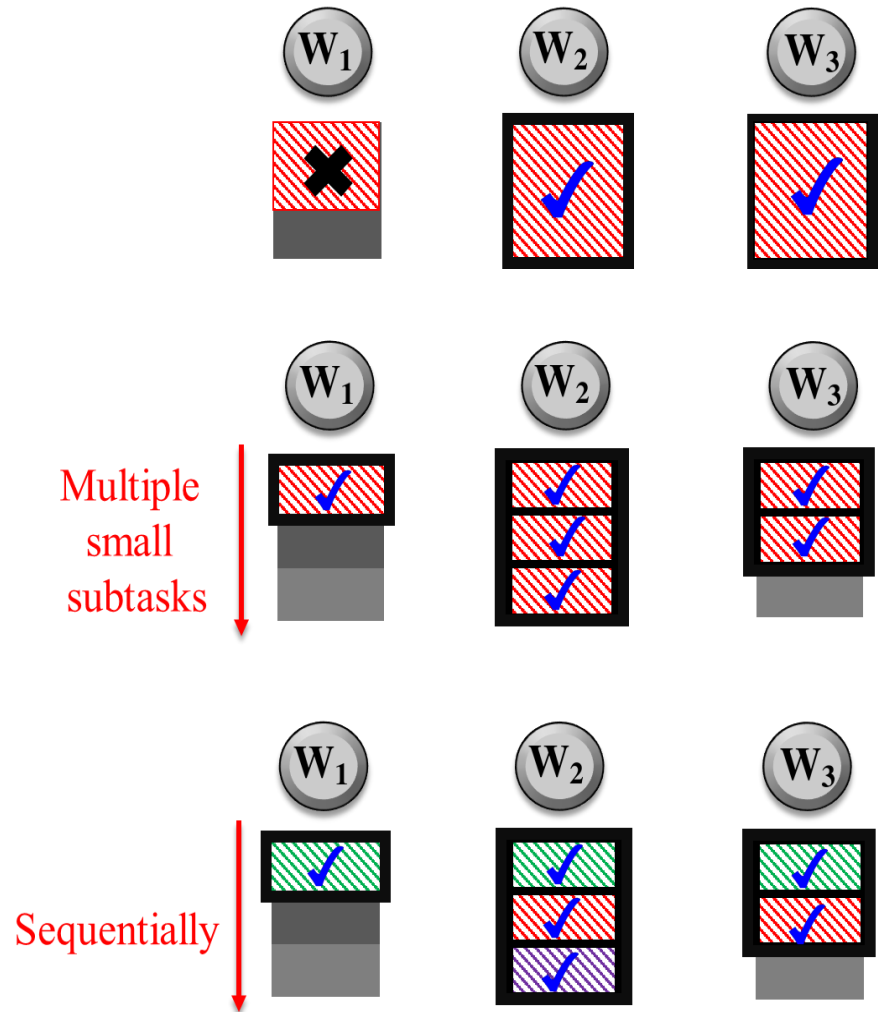 W1 W2 W3
W1 W2 W3
Multiple
small
subtasks
W1 W2 W3
Sequentially